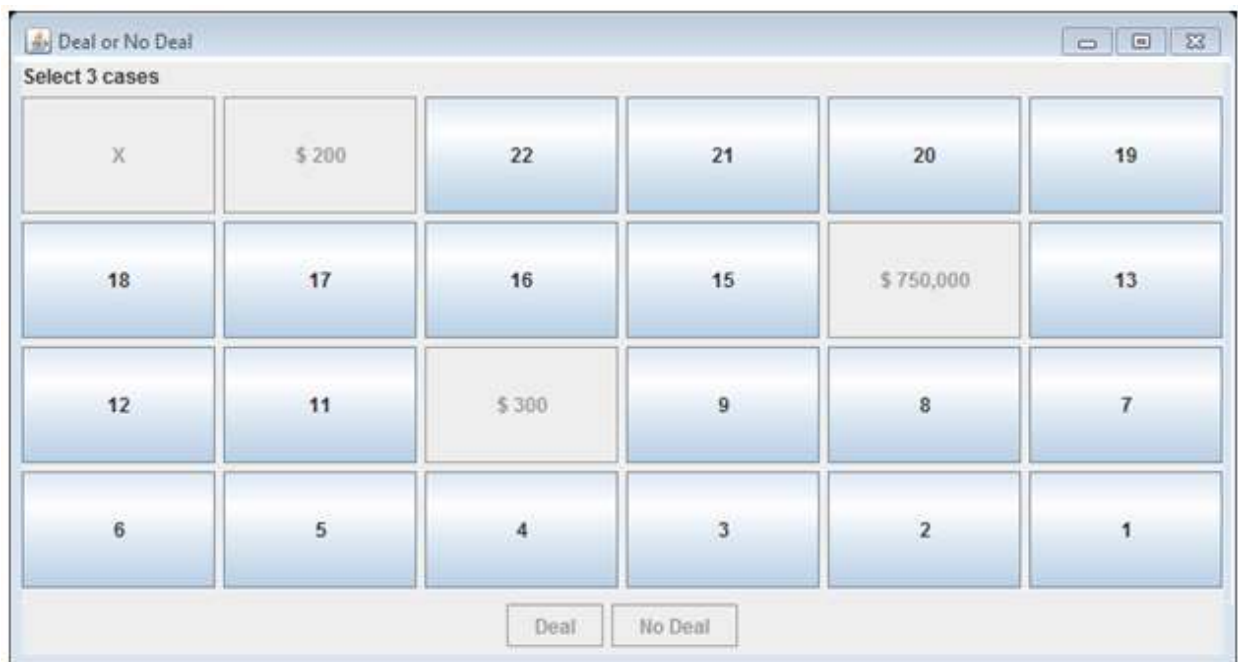 Deal or No Deal
Select 3 cases
X $ 200 22 21 20 19
18 17 16 15 $ 750,000 13
12 11 $ 300 9 8 7
6 5 4 3 2 1
Deal No Deal